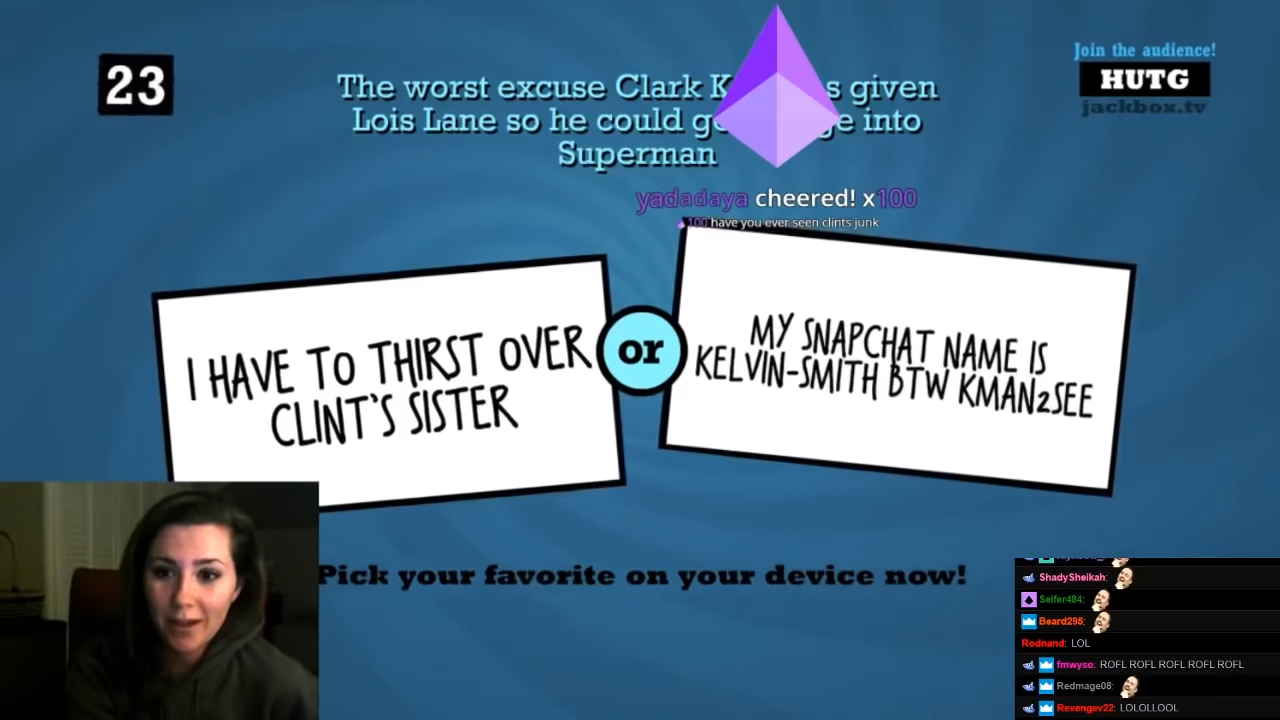 23
Join the audience!
HUTG
jackbox.tv
The worst excuse Clark given
Lois Lane so he could into
Superman
yadadaya cheered! x100
100 have you ever seen clints junk
I HAVE TO THIRST OVER
CLINT'S SISTER
or
MY SNAPCHAT NAME IS
KELVIN-SMITH BTW KMAN2SEE
Pick your favorite on your device now!
ShadySheikah:
Seifer484:
Beard295:
Rodnand: LOL
fmwyso: ROFL ROFL ROFL ROFL ROFL
Redmage08:
Revengev22: LOLOLLOOL